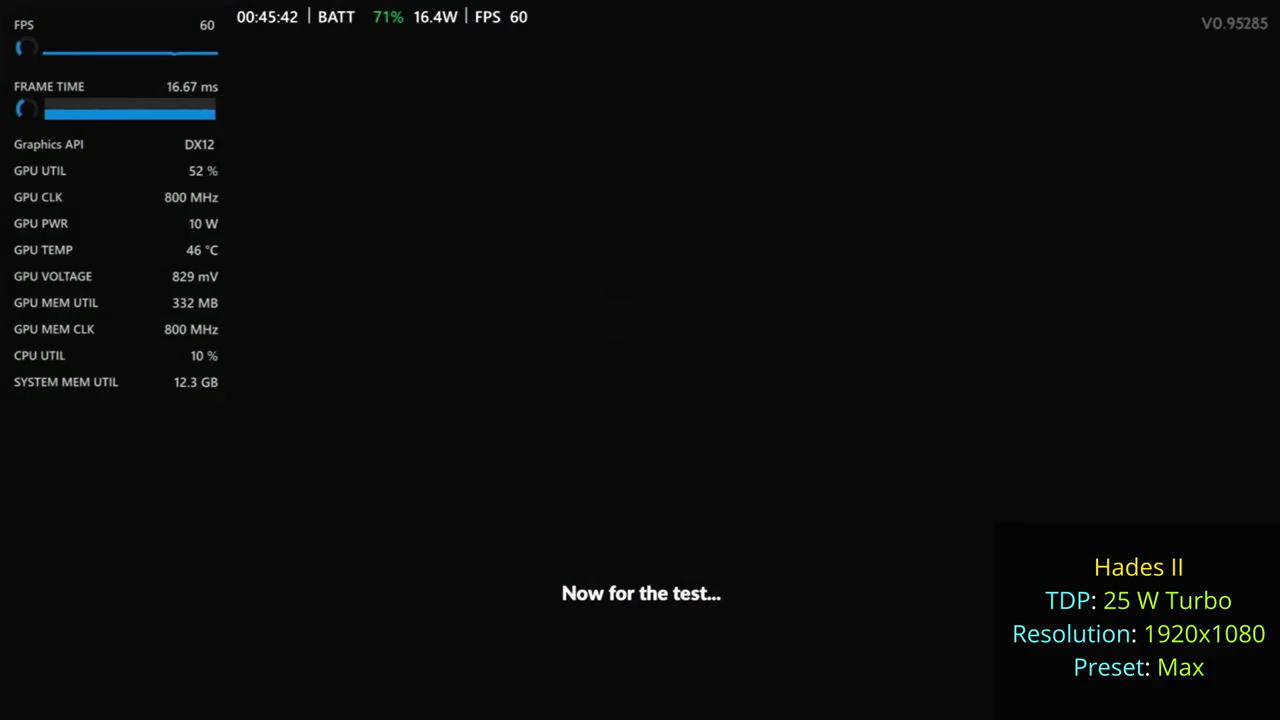 00:45:42 | BATT 71% 16.4W | FPS 60
V0.95285
FPS 60
FRAME TIME 16.67 ms
Graphics API DX12
GPU UTIL 52 %
GPU CLK 800 MHz
GPU PWR 10 W
GPU TEMP 46 °C
GPU VOLTAGE 829 mV
GPU MEM UTIL 332 MB
GPU MEM CLK 800 MHz
CPU UTIL 10 %
SYSTEM MEM UTIL 12.3 GB
Now for the test...
Hades II
TDP: 25 W Turbo
Resolution: 1920x1080
Preset: Max